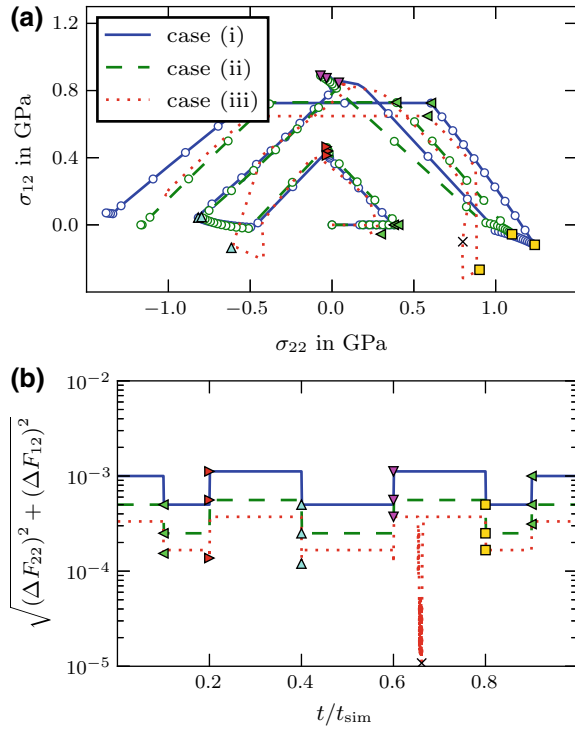 (a)
1.2
0.8
0.4
0.0
σ₁₂ in GPa
case (i)
case (ii)
case (iii)
−1.0 −0.5 0.0 0.5 1.0
σ₂₂ in GPa
(b)
10⁻²
10⁻³
10⁻⁴
10⁻⁵
√(ΔF₂₂)² + (ΔF₁₂)²
0.2 0.4 0.6 0.8
t/t_sim